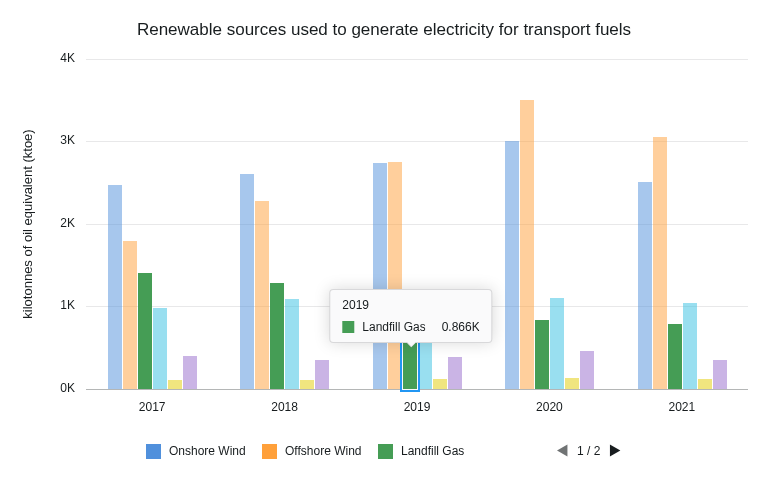 Renewable sources used to generate electricity for transport fuels
kilotonnes of oil equivalent (ktoe)
4K
3K
2K
1K
0K
2019
Landfill Gas 0.866K
2017 2018 2019 2020 2021
Onshore Wind Offshore Wind Landfill Gas 1 / 2